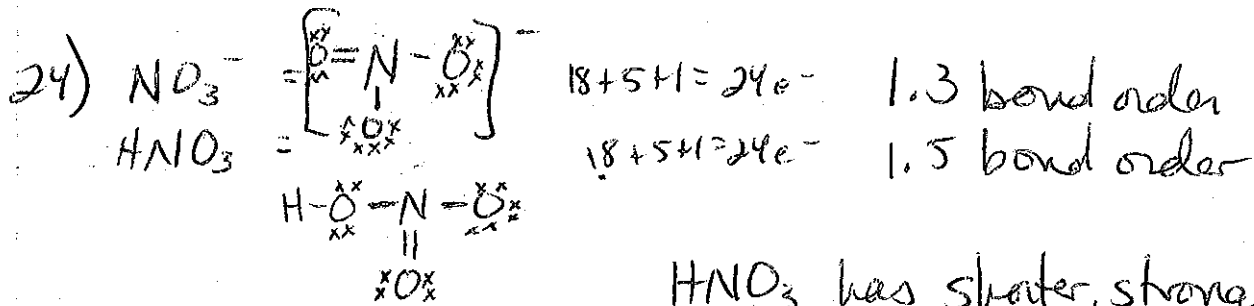 24) NO₃⁻ = [O=N-O]⁻ 18+5+1=24e⁻ 1.3 bond order
O
HNO₃ = 18+5+1=24e⁻ 1.5 bond order
H-O-N-O
O
HNO₃ has shorter, strong